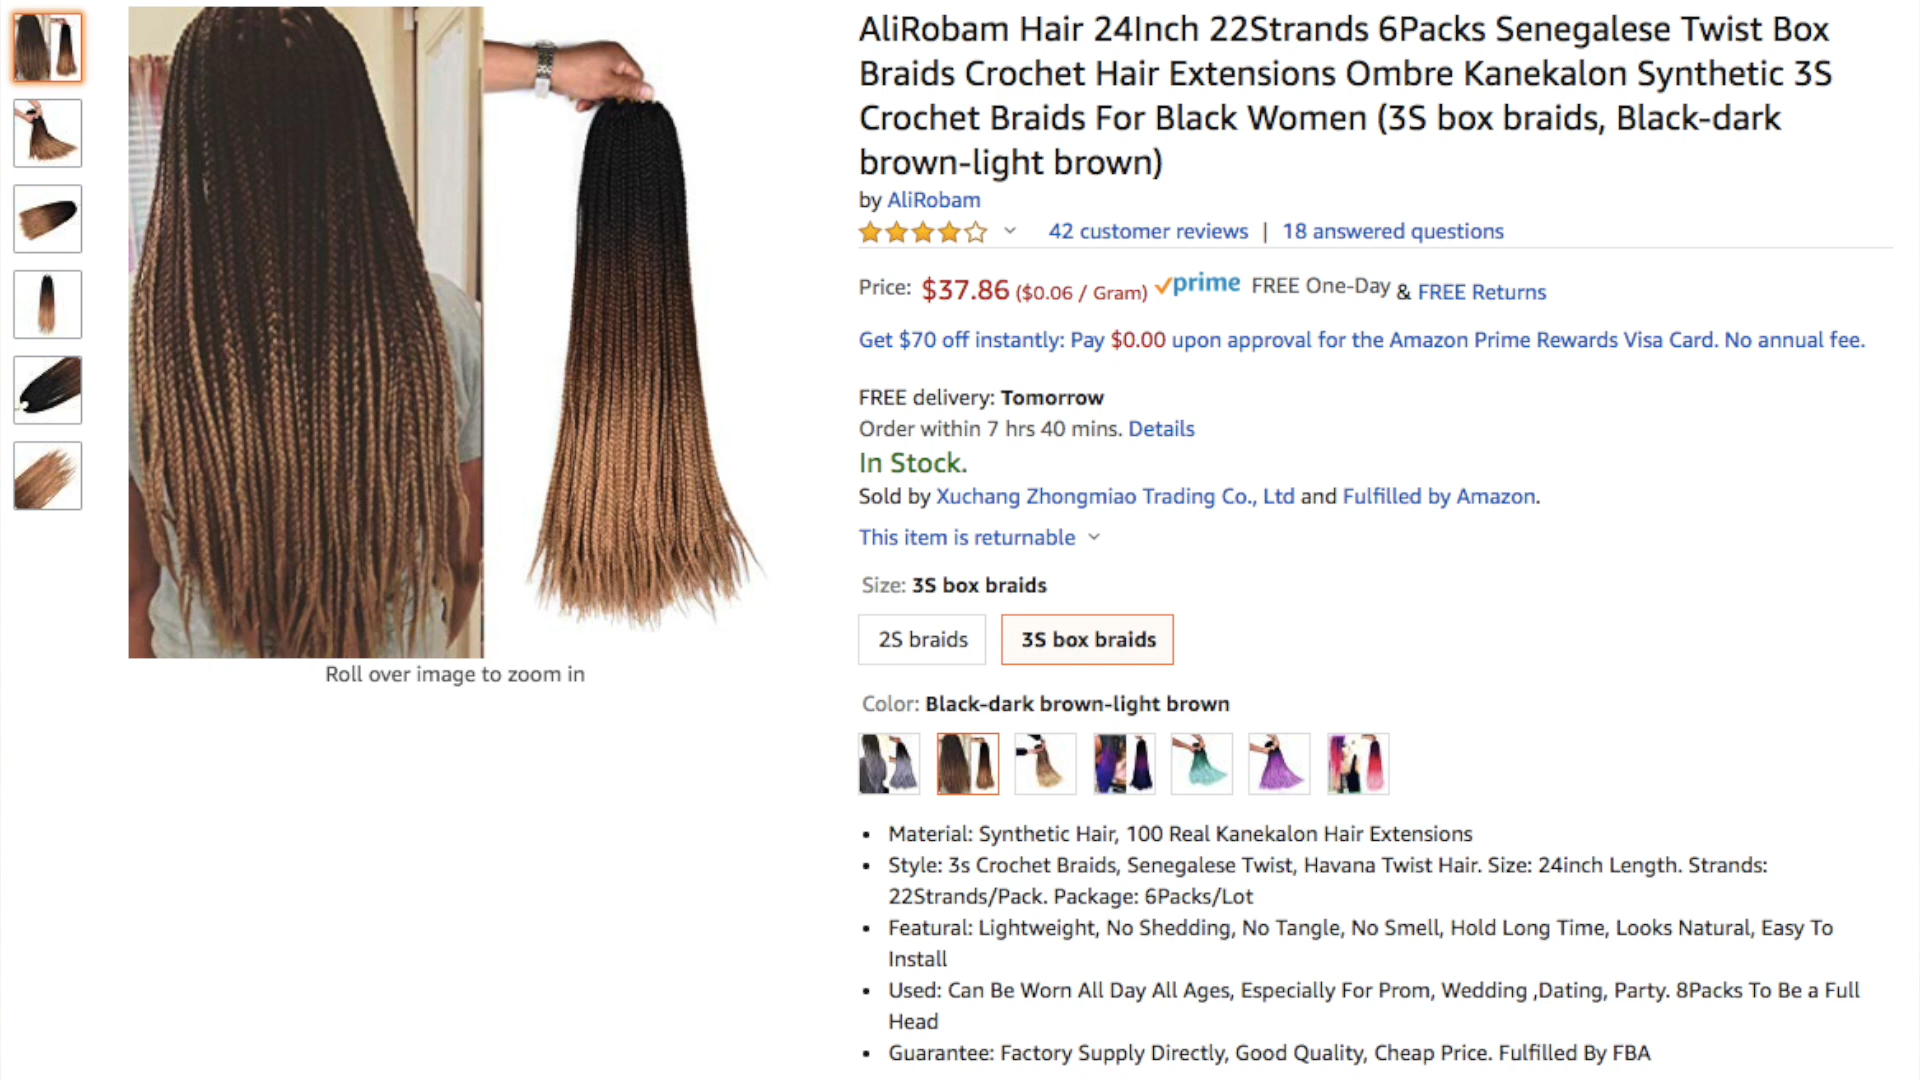 AliRobam Hair 24Inch 22Strands 6Packs Senegalese Twist Box
Braids Crochet Hair Extensions Ombre Kanekalon Synthetic 3S
Crochet Braids For Black Women (3S box braids, Black-dark
brown-light brown)
by AliRobam
42 customer reviews | 18 answered questions
Price: $37.86 ($0.06 / Gram) prime FREE One-Day & FREE Returns
Get $70 off instantly: Pay $0.00 upon approval for the Amazon Prime Rewards Visa Card. No annual fee.
FREE delivery: Tomorrow
Order within 7 hrs 40 mins. Details
In Stock.
Sold by Xuchang Zhongmiao Trading Co., Ltd and Fulfilled by Amazon.
This item is returnable
Size: 3S box braids
2S braids 3S box braids
Roll over image to zoom in
Color: Black-dark brown-light brown
• Material: Synthetic Hair, 100 Real Kanekalon Hair Extensions
• Style: 3s Crochet Braids, Senegalese Twist, Havana Twist Hair. Size: 24inch Length. Strands:
22Strands/Pack. Package: 6Packs/Lot
• Featural: Lightweight, No Shedding, No Tangle, No Smell, Hold Long Time, Looks Natural, Easy To
Install
• Used: Can Be Worn All Day All Ages, Especially For Prom, Wedding ,Dating, Party. 8Packs To Be a Full
Head
• Guarantee: Factory Supply Directly, Good Quality, Cheap Price. Fulfilled By FBA